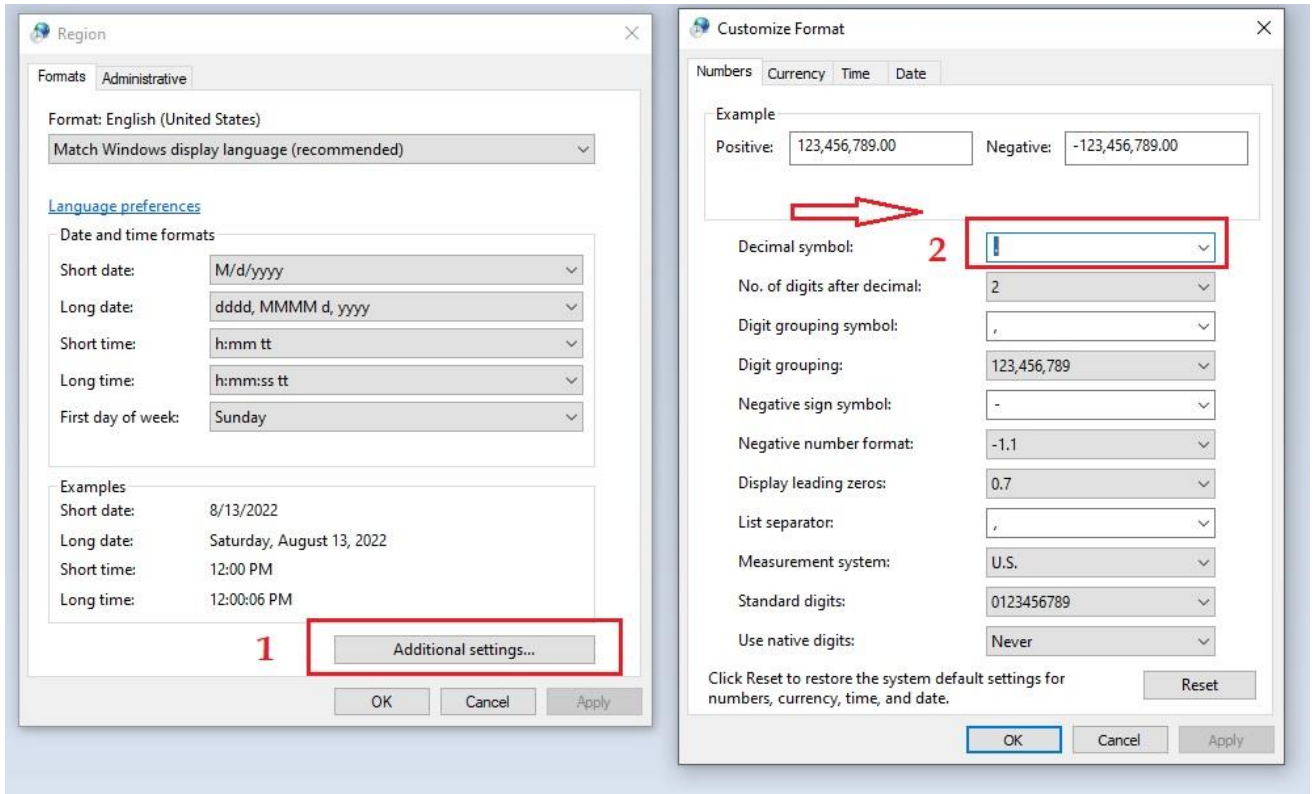 Region
Formats Administrative
Format: English (United States)
Match Windows display language (recommended)
Language preferences
Date and time formats
Short date: M/d/yyyy
Long date: dddd, MMMM d, yyyy
Short time: h:mm tt
Long time: h:mm:ss tt
First day of week: Sunday
Examples
Short date: 8/13/2022
Long date: Saturday, August 13, 2022
Short time: 12:00 PM
Long time: 12:00:06 PM
1 Additional settings...
OK Cancel Apply
Customize Format
Numbers Currency Time Date
Example
Positive: 123,456,789.00 Negative: -123,456,789.00
Decimal symbol: 2 .
No. of digits after decimal: 2
Digit grouping symbol: ,
Digit grouping: 123,456,789
Negative sign symbol: -
Negative number format: -1.1
Display leading zeros: 0.7
List separator: ,
Measurement system: U.S.
Standard digits: 0123456789
Use native digits: Never
Click Reset to restore the system default settings for
numbers, currency, time, and date.
Reset
OK Cancel Apply